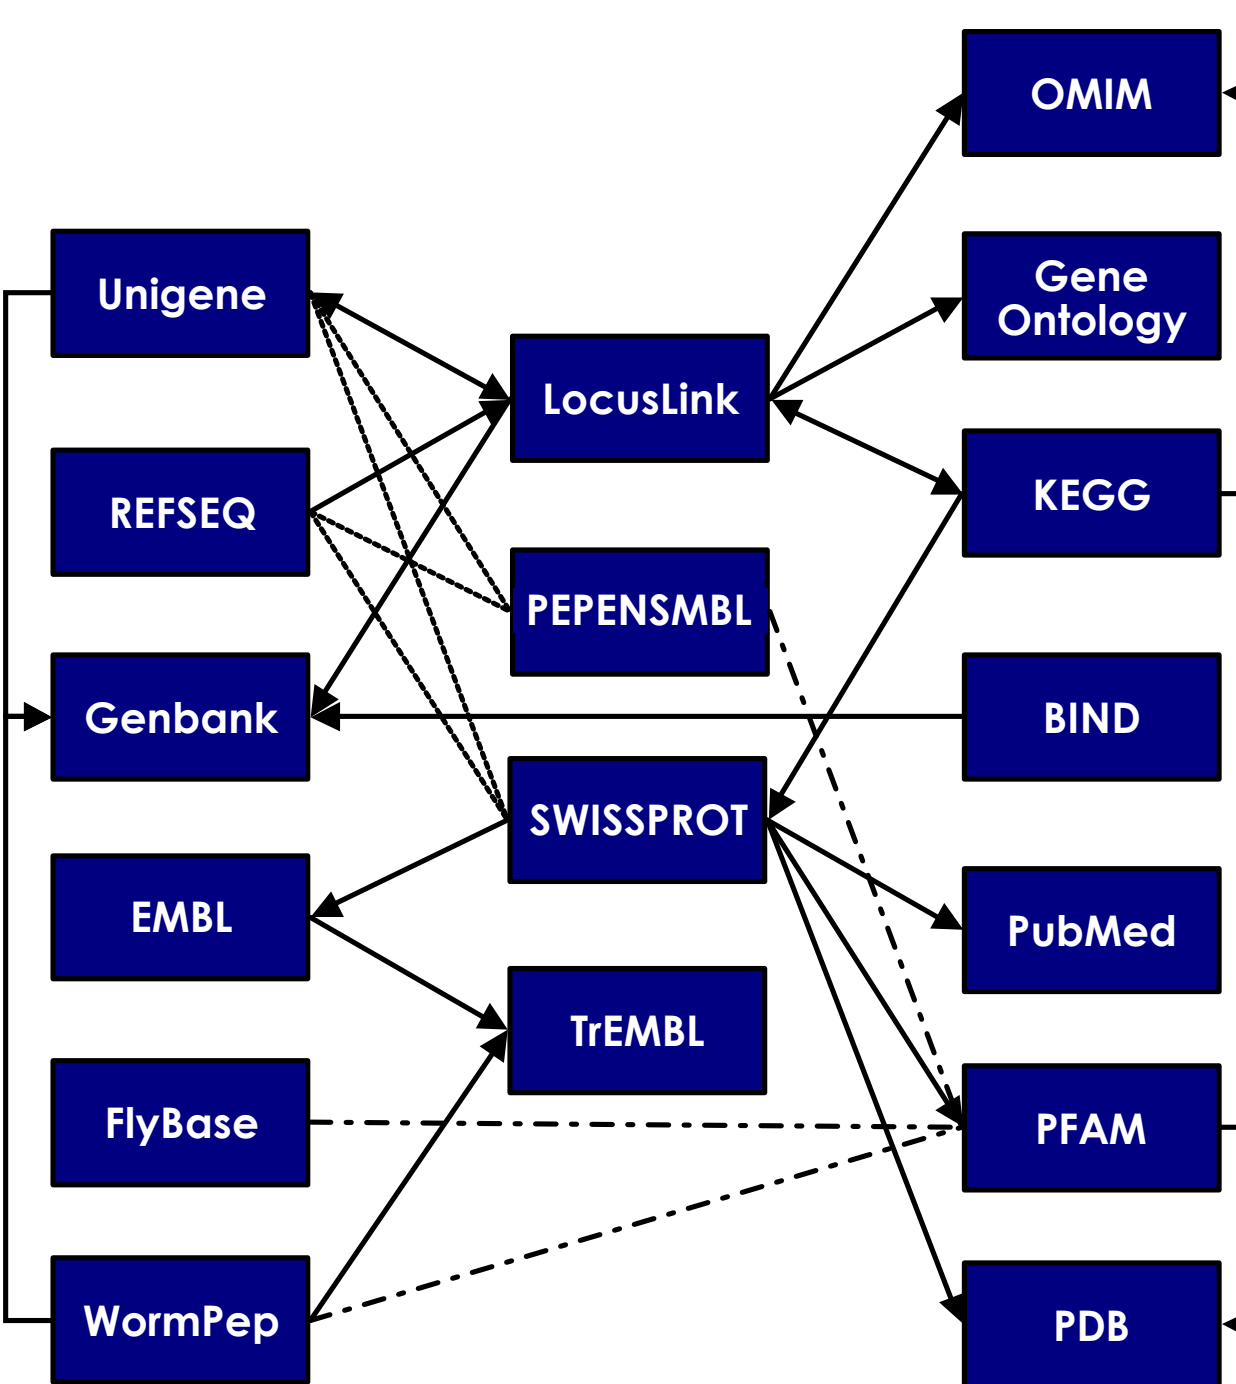 OMIM
Unigene
Gene
Ontology
LocusLink
REFSEQ
KEGG
PEPENSMBL
Genbank
BIND
SWISSPROT
EMBL
PubMed
TrEMBL
FlyBase
PFAM
WormPep
PDB